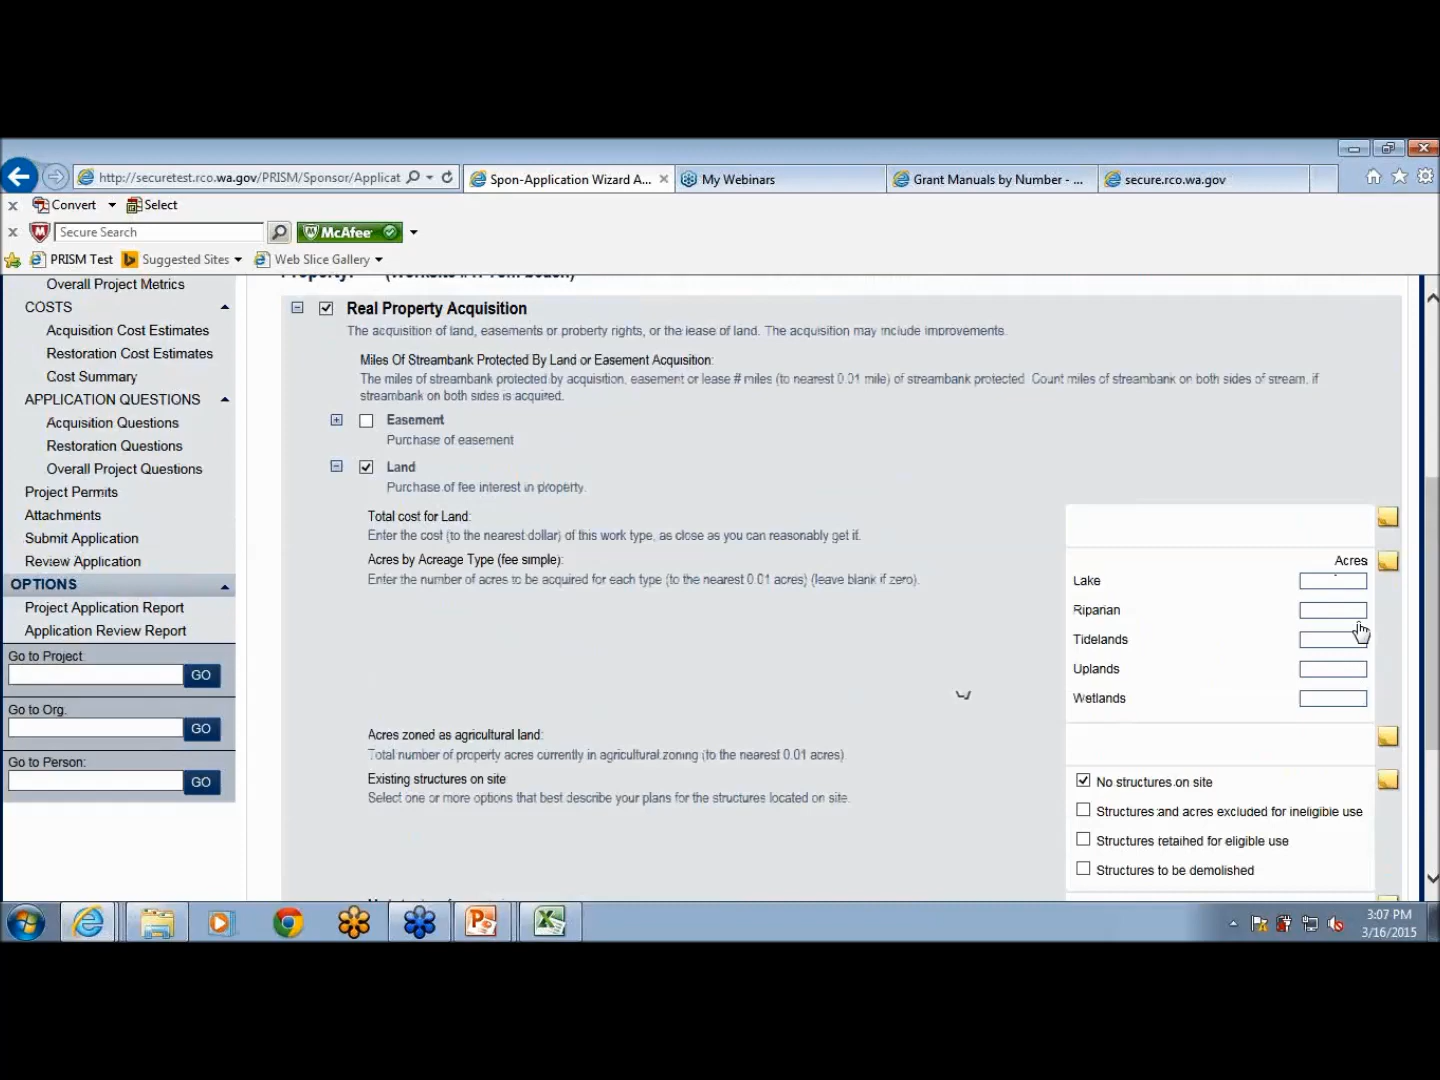 http://securetest.rco.wa.gov/PRISM/Sponsor/Applicat
Spon-Application Wizard A...
My Webinars
Grant Manuals by Number - ...
secure.rco.wa.gov
x Convert Select
x Secure Search McAfee
PRISM Test Suggested Sites Web Slice Gallery
Overall Project Metrics
COSTS
Acquisition Cost Estimates
Restoration Cost Estimates
Cost Summary
APPLICATION QUESTIONS
Acquisition Questions
Restoration Questions
Overall Project Questions
Project Permits
Attachments
Submit Application
Review Application
OPTIONS
Project Application Report
Application Review Report
Go to Project:
GO
Go to Org.
GO
Go to Person:
GO
Real Property Acquisition
The acquisition of land, easements or property rights, or the lease of land. The acquisition may include improvements.
Miles Of Streambank Protected By Land or Easement Acquisition:
The miles of streambank protected by acquisition, easement or lease # miles (to nearest 0.01 mile) of streambank protected. Count miles of streambank on both sides of stream, if
streambank on both sides is acquired.
Easement
Purchase of easement
Land
Purchase of fee interest in property.
Total cost for Land:
Enter the cost (to the nearest dollar) of this work type, as close as you can reasonably get if.
Acres by Acreage Type (fee simple):
Enter the number of acres to be acquired for each type (to the nearest 0.01 acres) (leave blank if zero).
Acres
Lake
Riparian
Tidelands
Uplands
Wetlands
Acres zoned as agricultural land:
Total number of property acres currently in agricultural zoning (to the nearest 0.01 acres)
Existing structures on site
Select one or more options that best describe your plans for the structures located on site.
No structures on site
Structures and acres excluded for ineligible use
Structures retained for eligible use
Structures to be demolished
3:07 PM
3/16/2015